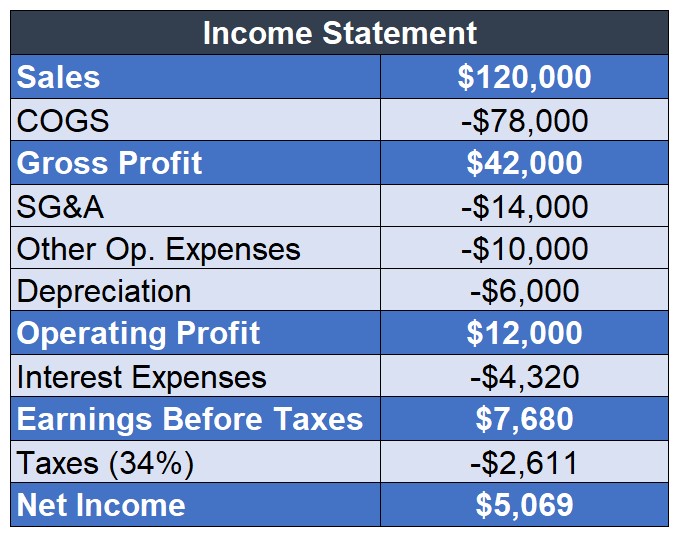 Income Statement
Sales $120,000
COGS -$78,000
Gross Profit $42,000
SG&A -$14,000
Other Op. Expenses -$10,000
Depreciation -$6,000
Operating Profit $12,000
Interest Expenses -$4,320
Earnings Before Taxes $7,680
Taxes (34%) -$2,611
Net Income $5,069